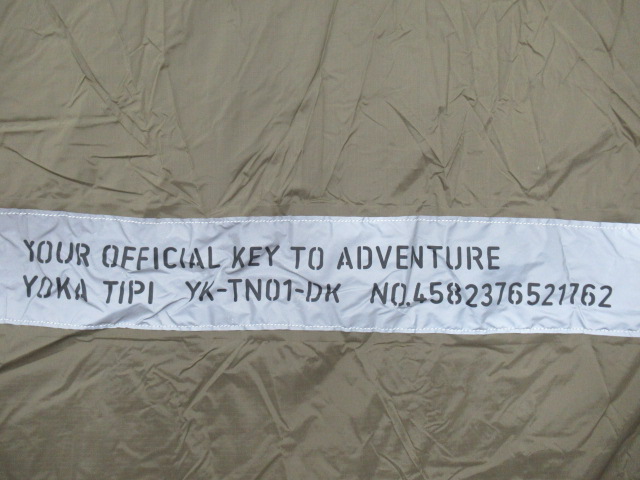 YOUR OFFICIAL KEY TO ADVENTURE
YOKA TIPI YK-TN01-DK NO.4582376521762